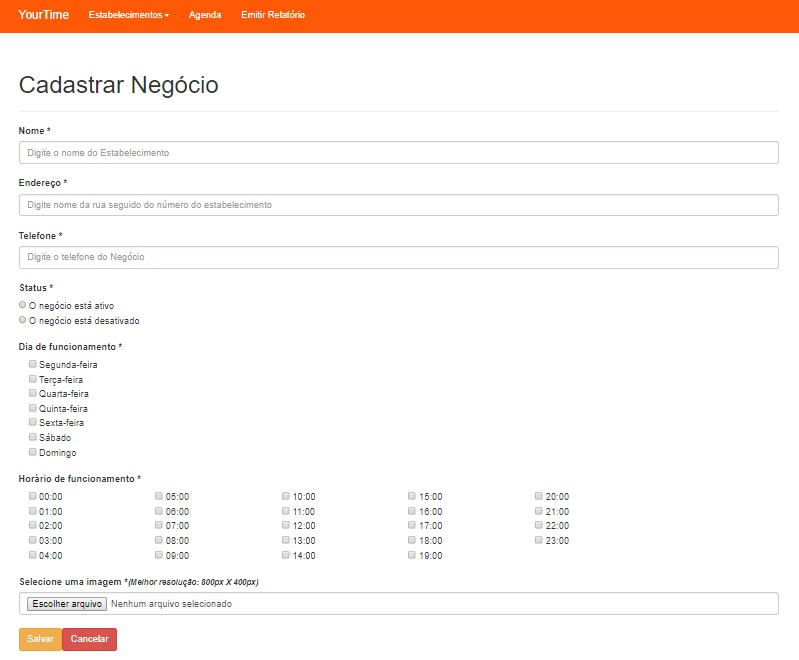 YourTime Estabelecimentos Agenda Emitir Relatório
Cadastrar Negócio
Nome *
Digite o nome do Estabelecimento
Endereço *
Digite nome da rua seguido do número do estabelecimento
Telefone *
Digite o telefone do Negócio
Status *
O negócio está ativo
O negócio está desativado
Dia de funcionamento *
Segunda-feira
Terça-feira
Quarta-feira
Quinta-feira
Sexta-feira
Sábado
Domingo
Horário de funcionamento *
00:00 05:00 10:00 15:00 20:00
01:00 06:00 11:00 16:00 21:00
02:00 07:00 12:00 17:00 22:00
03:00 08:00 13:00 18:00 23:00
04:00 09:00 14:00 19:00
Selecione uma imagem *(Melhor resolução: 800px X 400px)
Escolher arquivo Nenhum arquivo selecionado
Salvar Cancelar